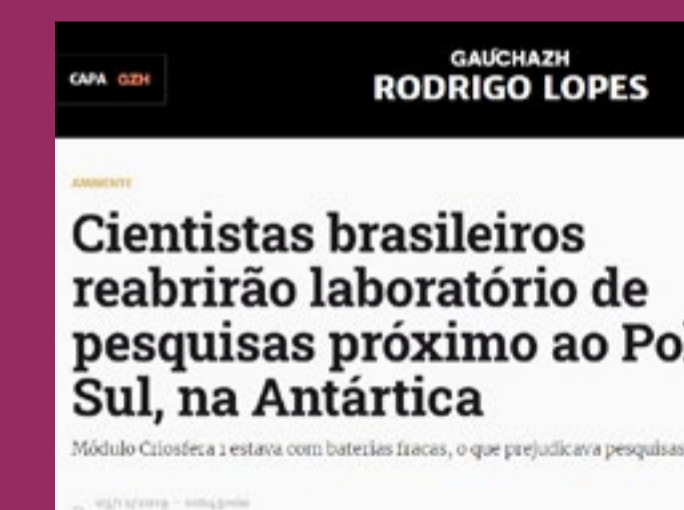 GAÚCHAZH
CAPA GZH
RODRIGO LOPES
AMBIENTE
Cientistas brasileiros
reabrirão laboratório de
pesquisas próximo ao Pol
Sul, na Antártica
Módulo Criosfera 1 estava com baterias fracas, o que prejudicava pesquisas